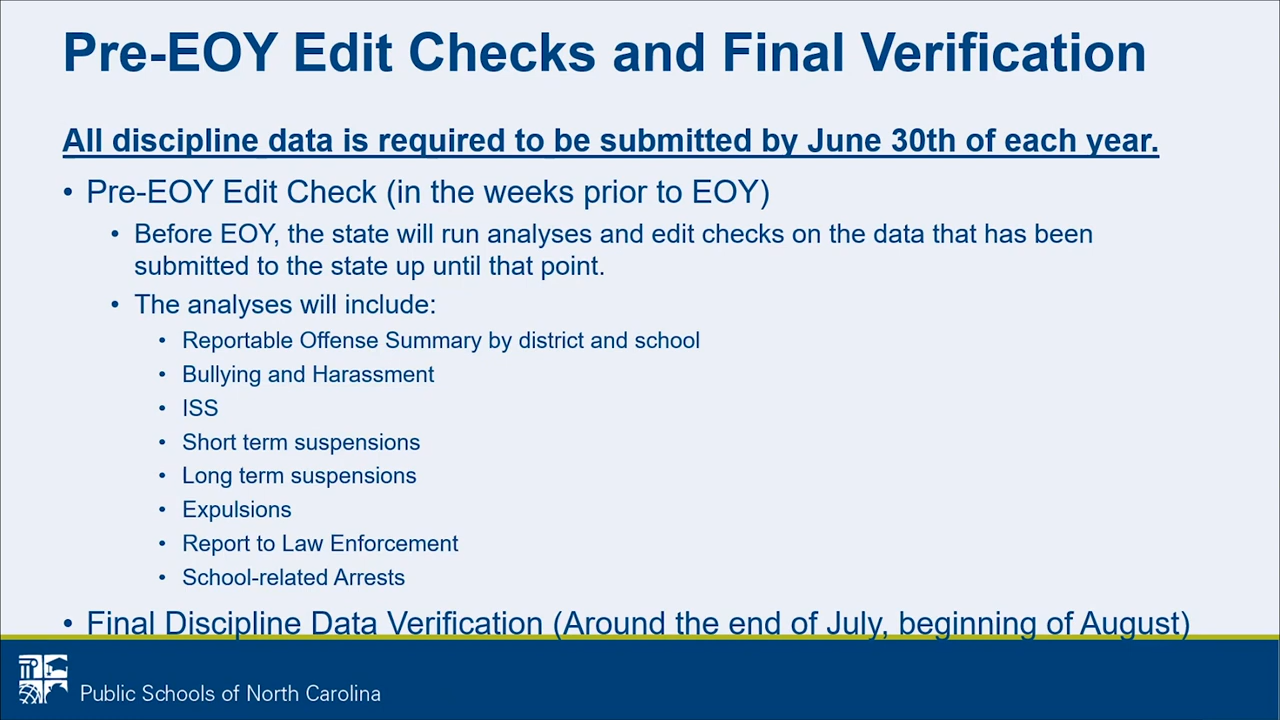 Pre-EOY Edit Checks and Final Verification
All discipline data is required to be submitted by June 30th of each year.
• Pre-EOY Edit Check (in the weeks prior to EOY)
• Before EOY, the state will run analyses and edit checks on the data that has been
submitted to the state up until that point.
• The analyses will include:
• Reportable Offense Summary by district and school
• Bullying and Harassment
• ISS
• Short term suspensions
• Long term suspensions
• Expulsions
• Report to Law Enforcement
• School-related Arrests
• Final Discipline Data Verification (Around the end of July, beginning of August)
Public Schools of North Carolina